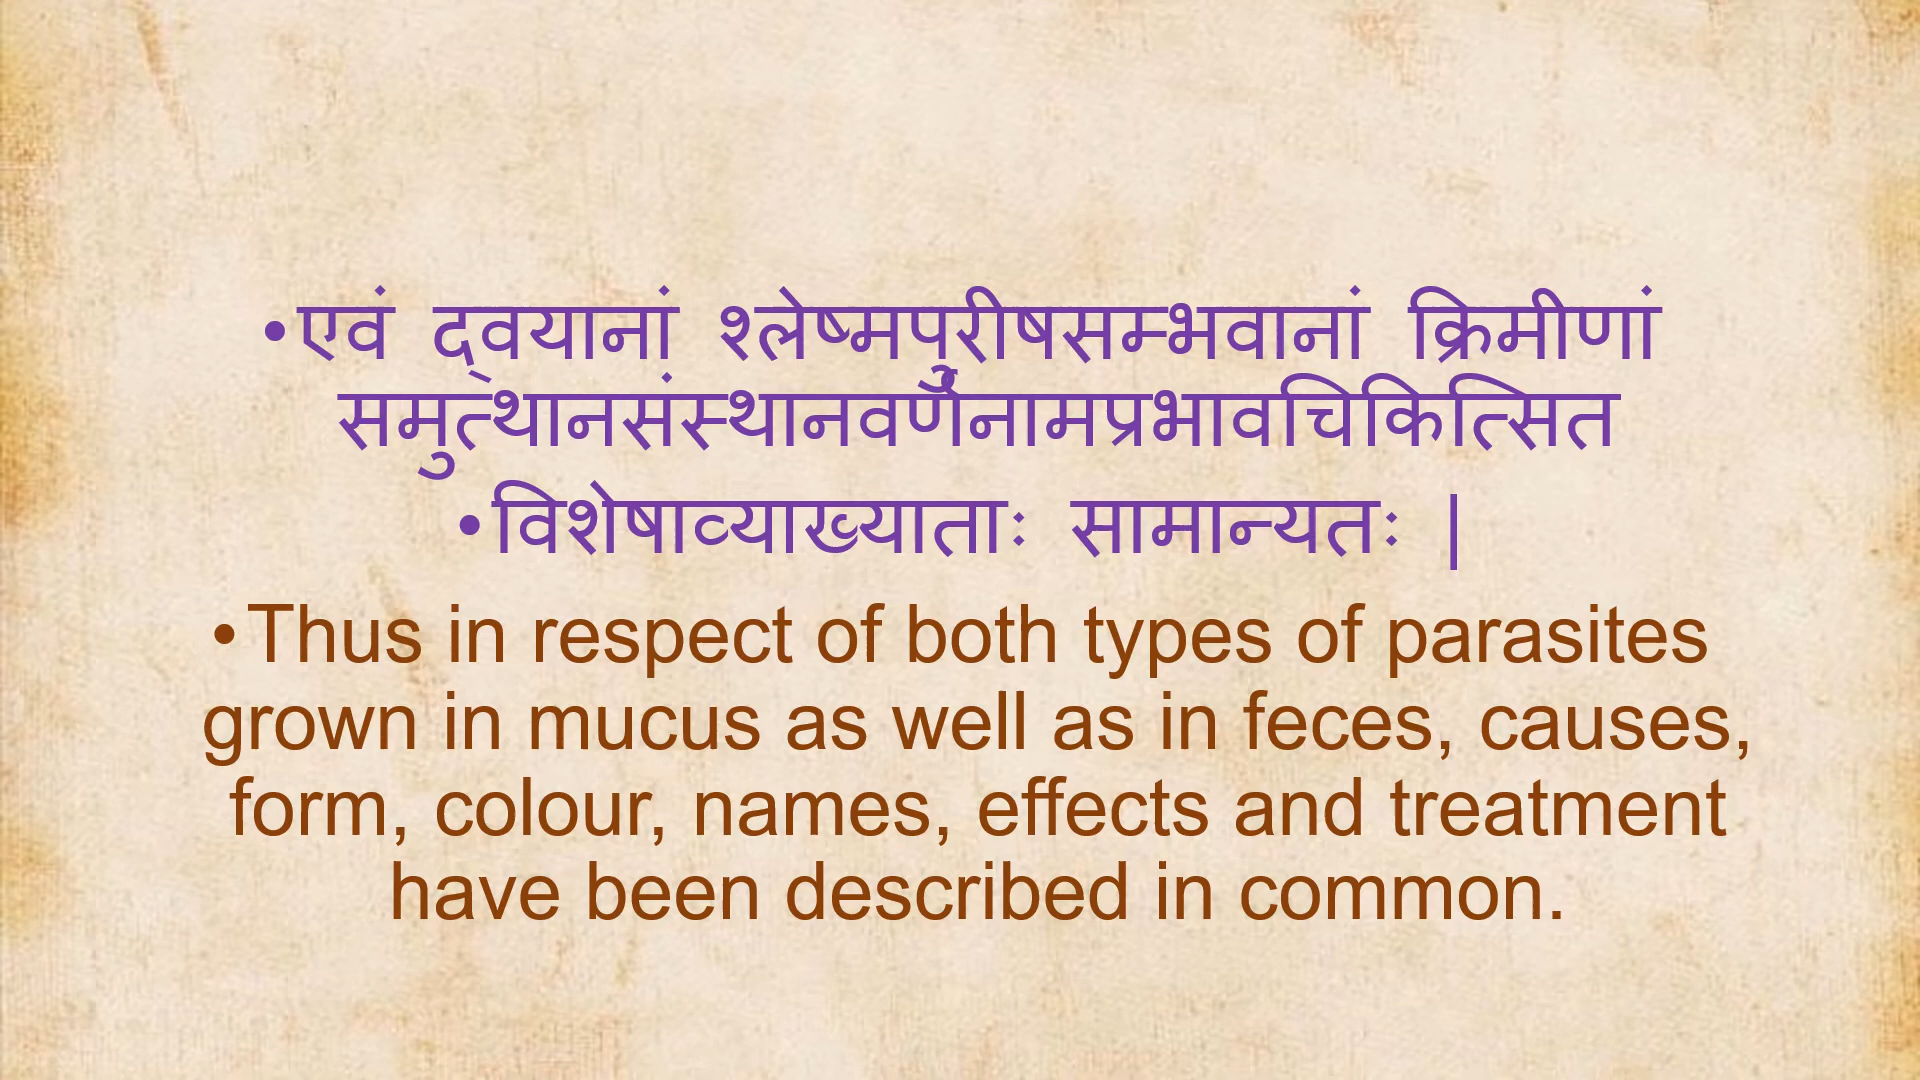 •एवं द्वयानां श्लेष्मपुरीषसम्भवानां क्रिमीणां
समुत्थानसंस्थानवर्णनामप्रभावचिकित्सित
•विशेषाव्याख्याताः सामान्यतः |
•Thus in respect of both types of parasites
grown in mucus as well as in feces, causes,
form, colour, names, effects and treatment
have been described in common.